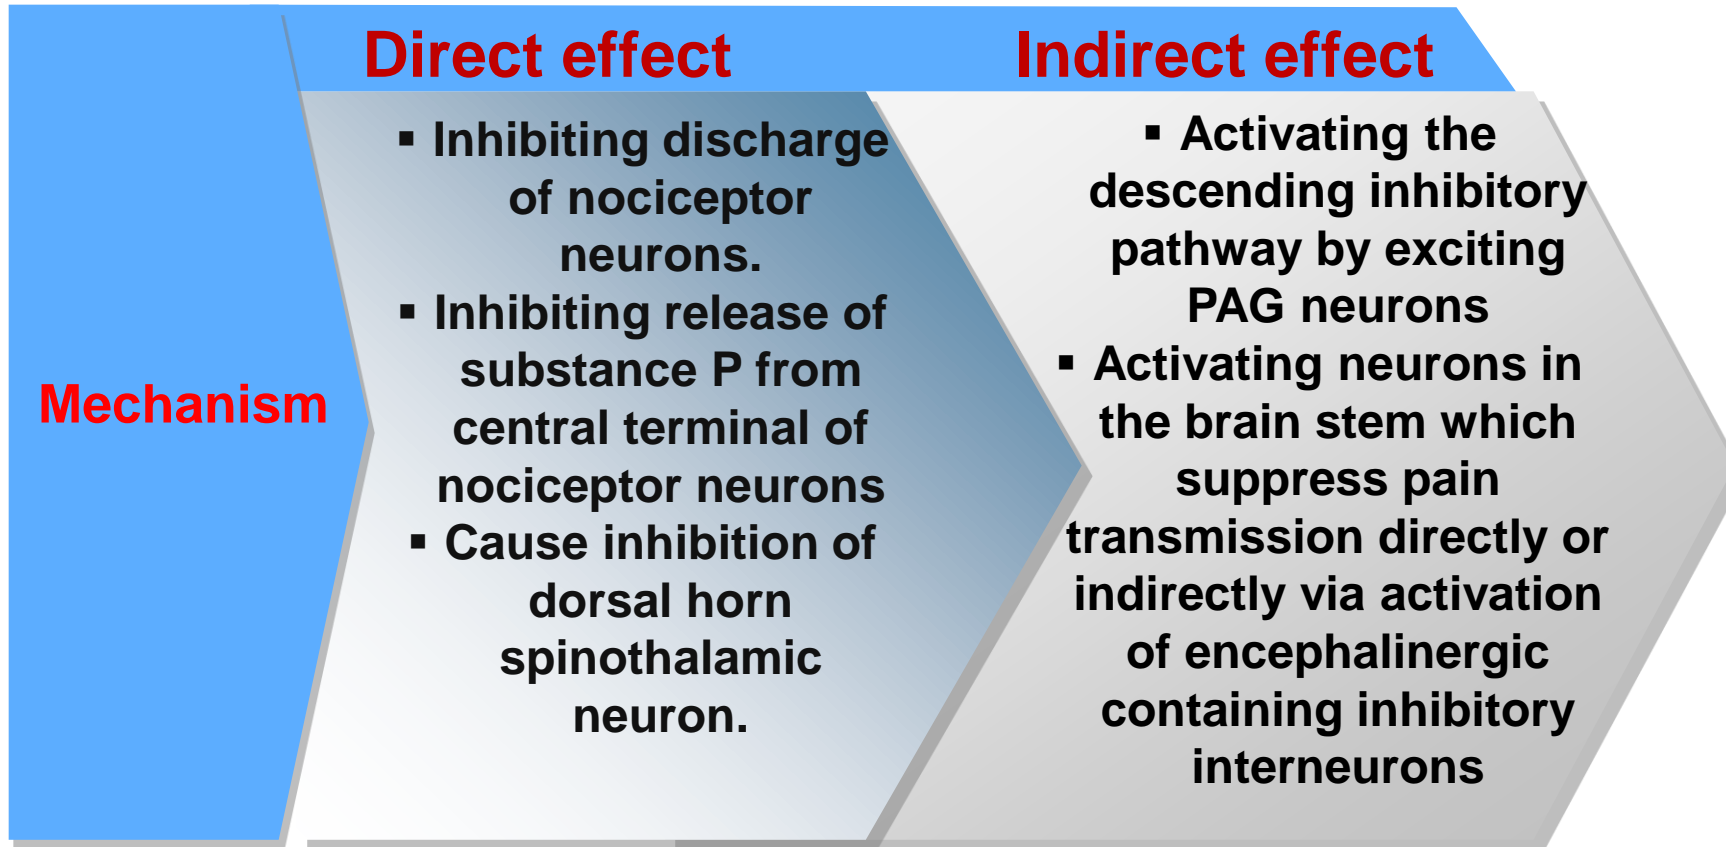 Direct effect
Indirect effect
Mechanism
▪ Inhibiting discharge
of nociceptor
neurons.
▪ Inhibiting release of
substance P from
central terminal of
nociceptor neurons
▪ Cause inhibition of
dorsal horn
spinothalamic
neuron.
▪ Activating the
descending inhibitory
pathway by exciting
PAG neurons
▪ Activating neurons in
the brain stem which
suppress pain
transmission directly or
indirectly via activation
of encephalinergic
containing inhibitory
interneurons